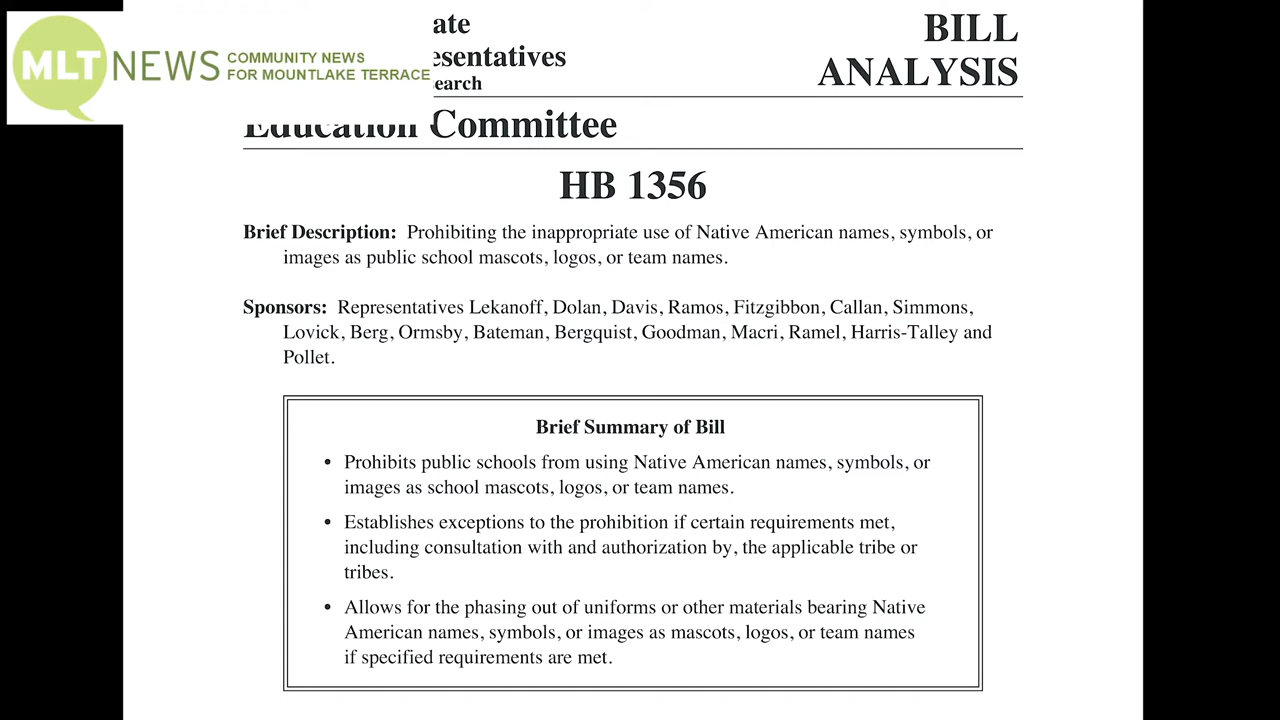 MLT NEWS COMMUNITY NEWS
FOR MOUNTLAKE TERRACE
BILL
ANALYSIS
Education Committee
HB 1356
Brief Description: Prohibiting the inappropriate use of Native American names, symbols, or
images as public school mascots, logos, or team names.
Sponsors: Representatives Lekanoff, Dolan, Davis, Ramos, Fitzgibbon, Callan, Simmons,
Lovick, Berg, Ormsby, Bateman, Bergquist, Goodman, Macri, Ramel, Harris-Talley and
Pollet.
Brief Summary of Bill
• Prohibits public schools from using Native American names, symbols, or
images as school mascots, logos, or team names.
• Establishes exceptions to the prohibition if certain requirements met,
including consultation with and authorization by, the applicable tribe or
tribes.
• Allows for the phasing out of uniforms or other materials bearing Native
American names, symbols, or images as mascots, logos, or team names
if specified requirements are met.